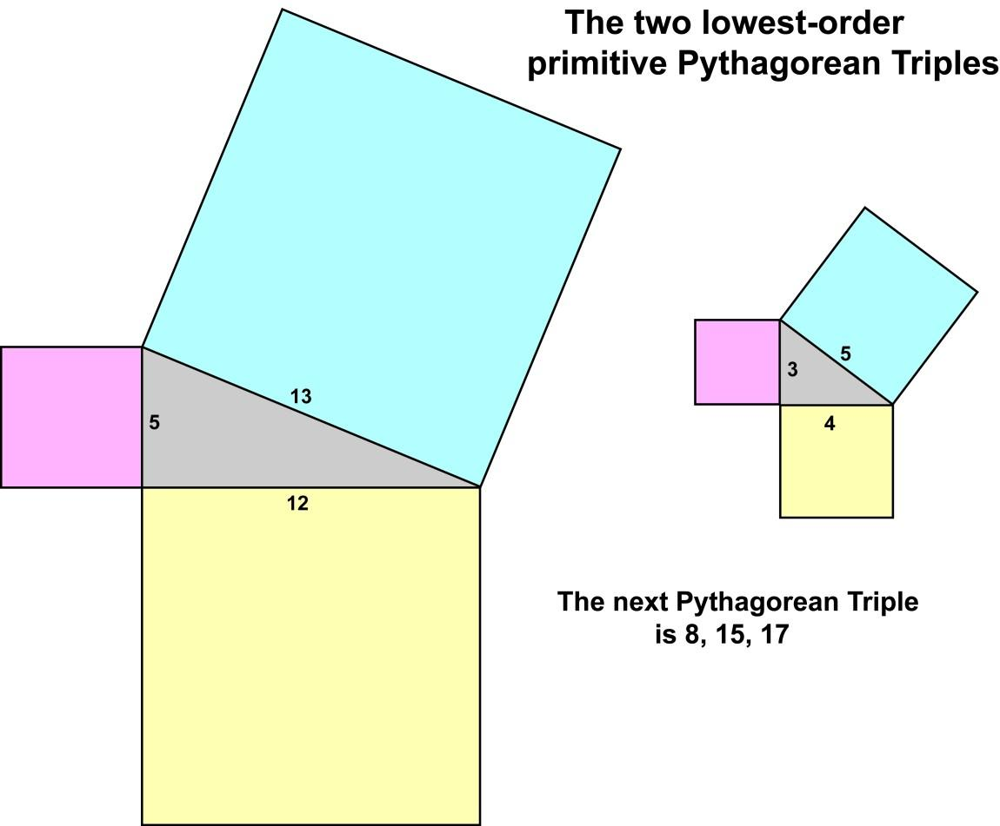 The two lowest-order
primitive Pythagorean Triples
13
5
12
5
3
4
The next Pythagorean Triple
is 8, 15, 17